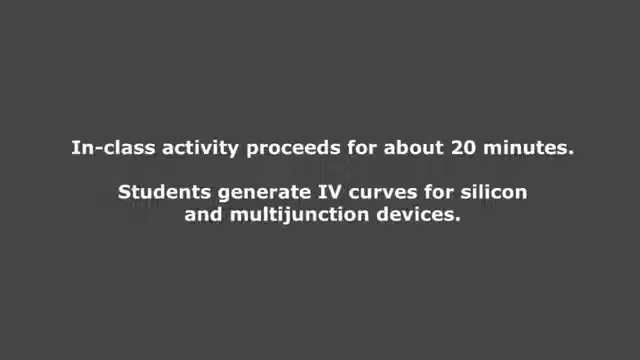 In-class activity proceeds for about 20 minutes.
Students generate IV curves for silicon
and multijunction devices.